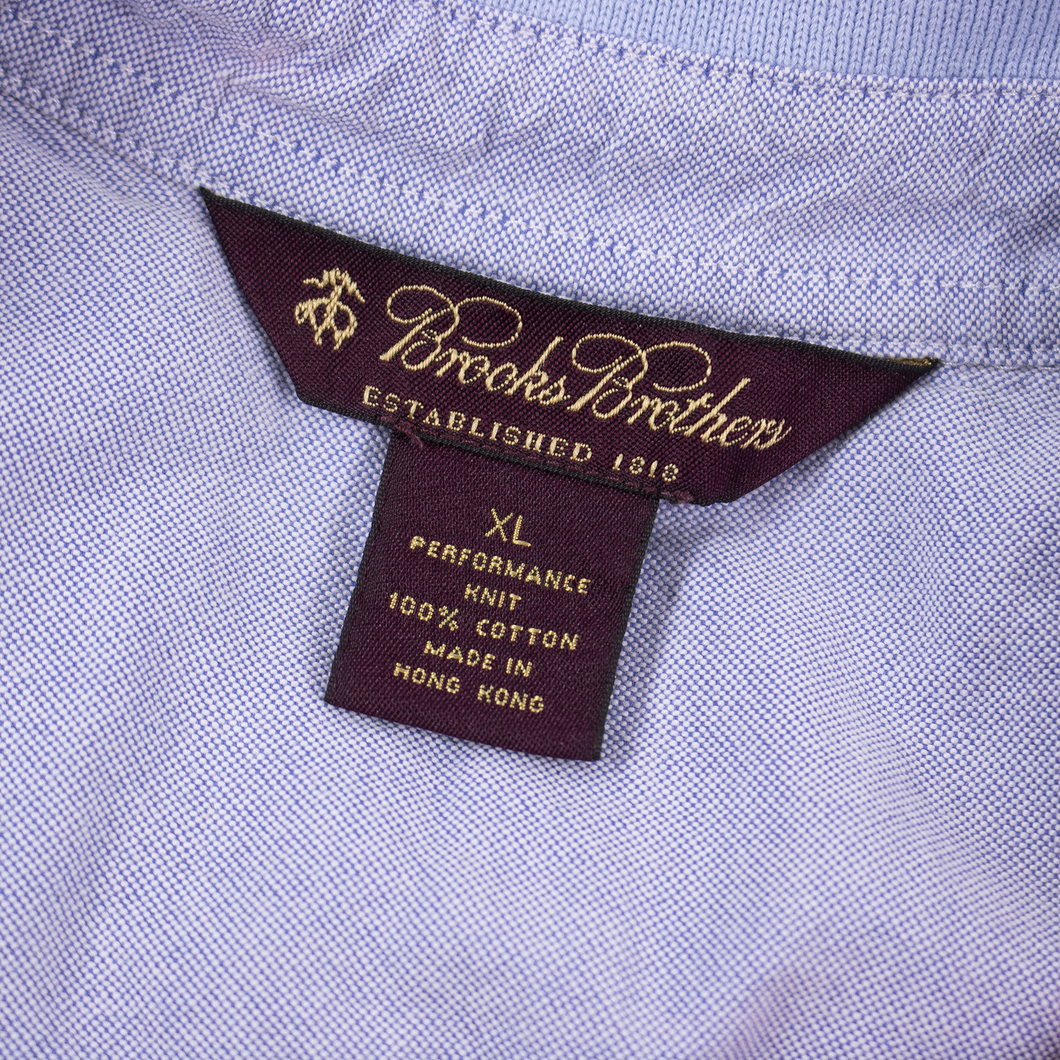 Brooks Brothers
ESTABLISHED 1818
XL
PERFORMANCE
KNIT
100% COTTON
MADE IN
HONG KONG